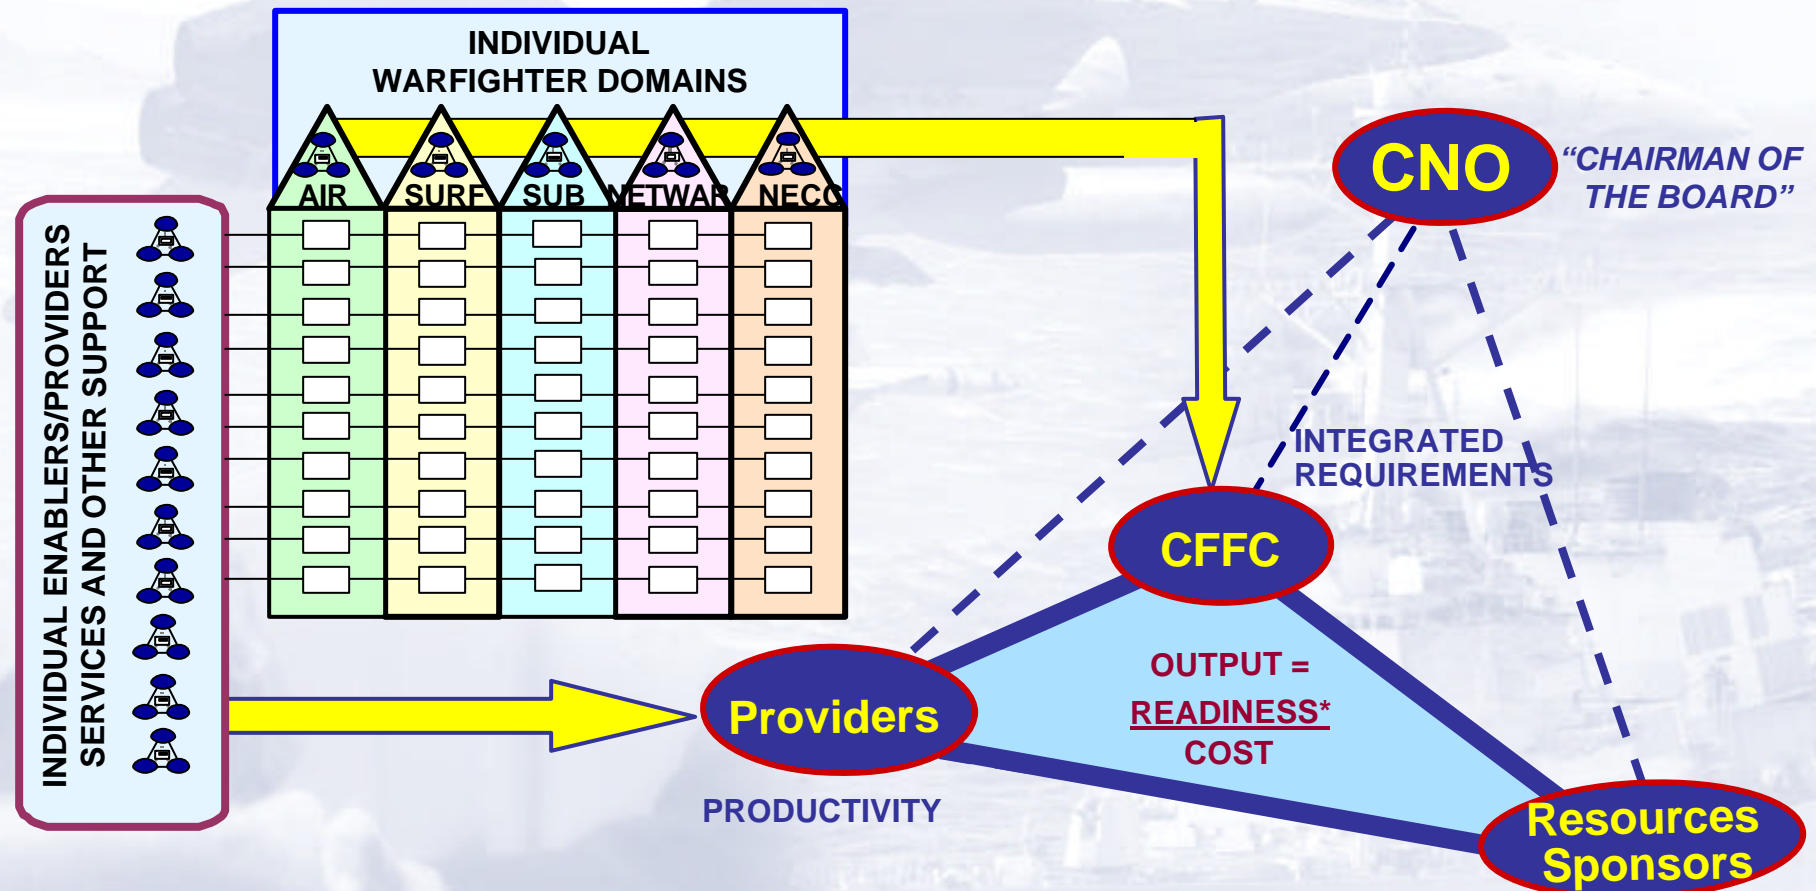 INDIVIDUAL
WARFIGHTER DOMAINS
AIR
SURF
SUB
NETWAR
NECC
INDIVIDUAL ENABLERS/PROVIDERS
SERVICES AND OTHER SUPPORT
CNO
“CHAIRMAN OF
THE BOARD”
INTEGRATED
REQUIREMENTS
CFFC
OUTPUT =
READINESS*
COST
Providers
PRODUCTIVITY
Resources
Sponsors